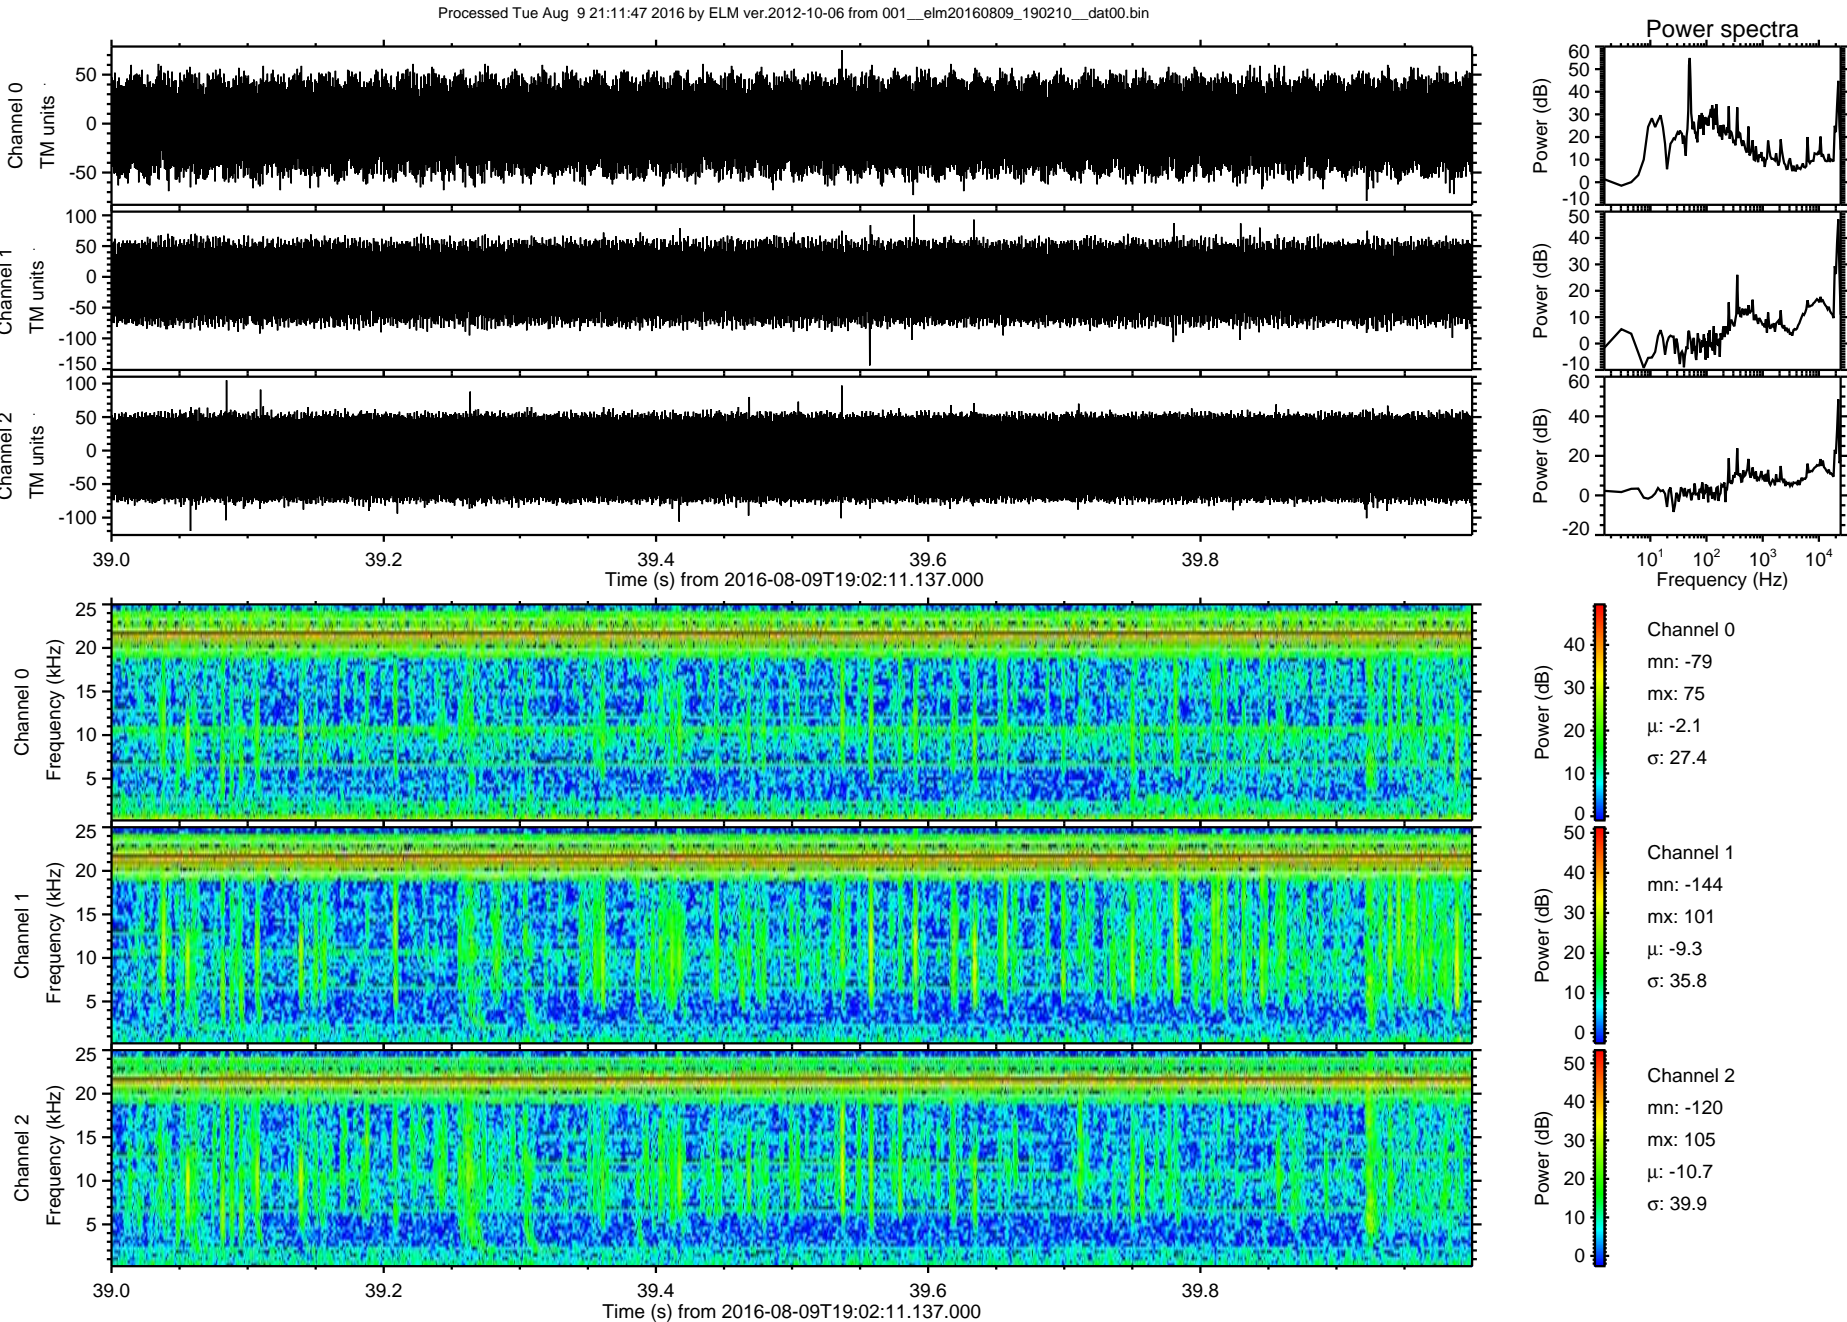 Processed Tue Aug  9 21:11:47 2016 by ELM ver.2012-10-06 from 001__elm20160809_190210__dat00.bin
Power spectra
Channel 0
TM units
50
0
-50
Power (dB)
60
50
40
30
20
10
0
-10
Channel 1
TM units
100
50
0
-50
-100
-150
Power (dB)
50
40
30
20
10
0
-10
Channel 2
TM units
100
50
0
-50
-100
Power (dB)
60
40
20
0
-20
39.0 39.2 39.4 39.6 39.8
Time (s) from 2016-08-09T19:02:11.137.000
10¹ 10² 10³ 10⁴
Frequency (Hz)
Channel 0
Frequency (kHz)
25
20
15
10
5
Power (dB)
40
30
20
10
0
Channel 0
mn: -79
mx: 75
µ: -2.1
σ: 27.4
Channel 1
Frequency (kHz)
25
20
15
10
5
Power (dB)
50
40
30
20
10
0
Channel 1
mn: -144
mx: 101
µ: -9.3
σ: 35.8
Channel 2
Frequency (kHz)
25
20
15
10
5
Power (dB)
50
40
30
20
10
0
Channel 2
mn: -120
mx: 105
µ: -10.7
σ: 39.9
39.0 39.2 39.4 39.6 39.8
Time (s) from 2016-08-09T19:02:11.137.000